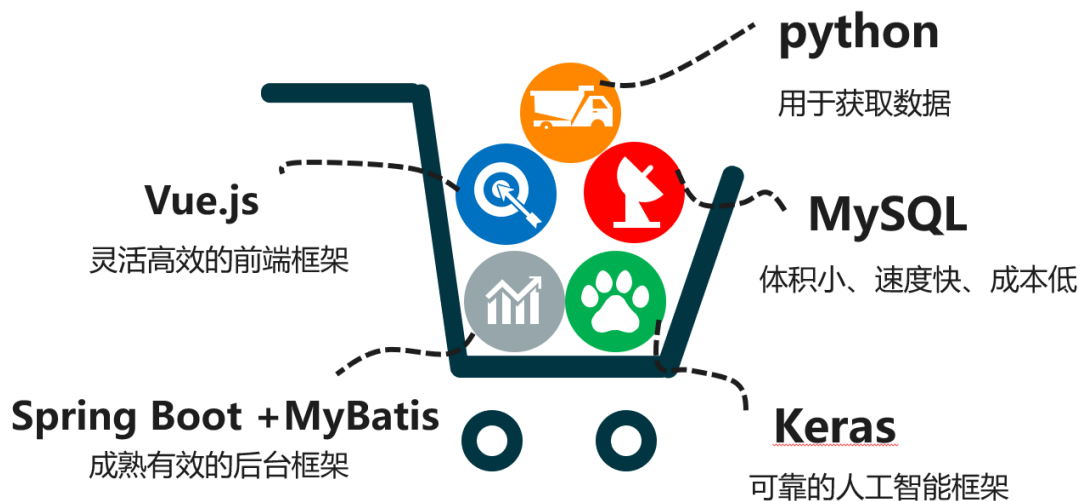 python
用于获取数据
Vue.js
灵活高效的前端框架
MySQL
体积小、速度快、成本低
Spring Boot +MyBatis
成熟有效的后台框架
Keras
可靠的人工智能框架